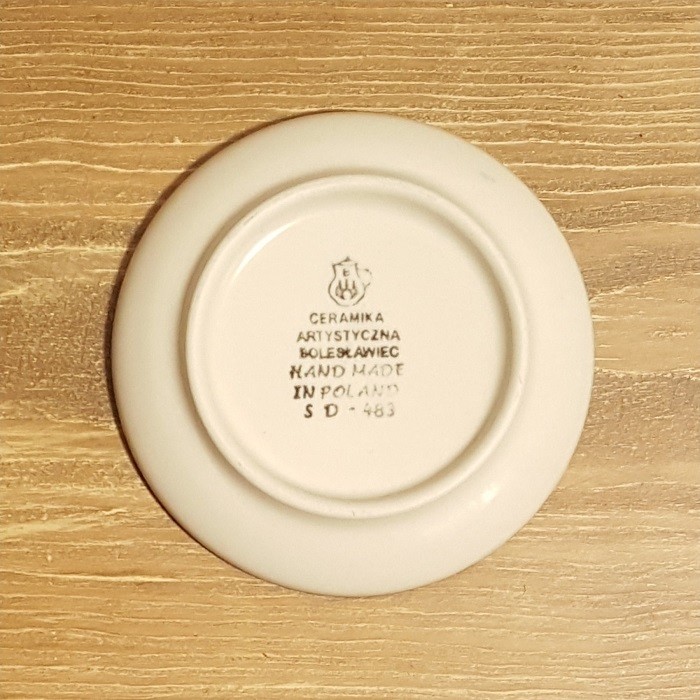 B
CERAMIKA
ARTYSTYCZNA
BOLESŁAWIEC
HAND MADE
IN POLAND
S D - 483